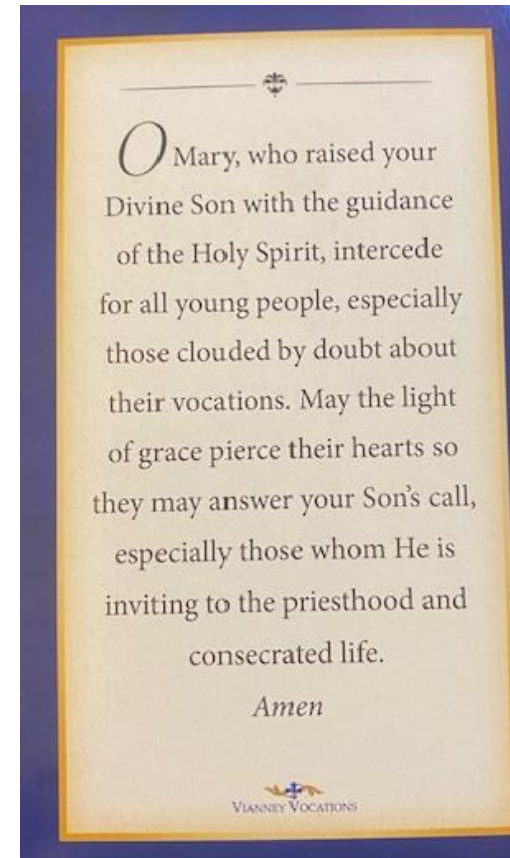 O Mary, who raised your
Divine Son with the guidance
of the Holy Spirit, intercede
for all young people, especially
those clouded by doubt about
their vocations. May the light
of grace pierce their hearts so
they may answer your Son's call,
especially those whom He is
inviting to the priesthood and
consecrated life.
Amen
VIANNEY VOCATIONS